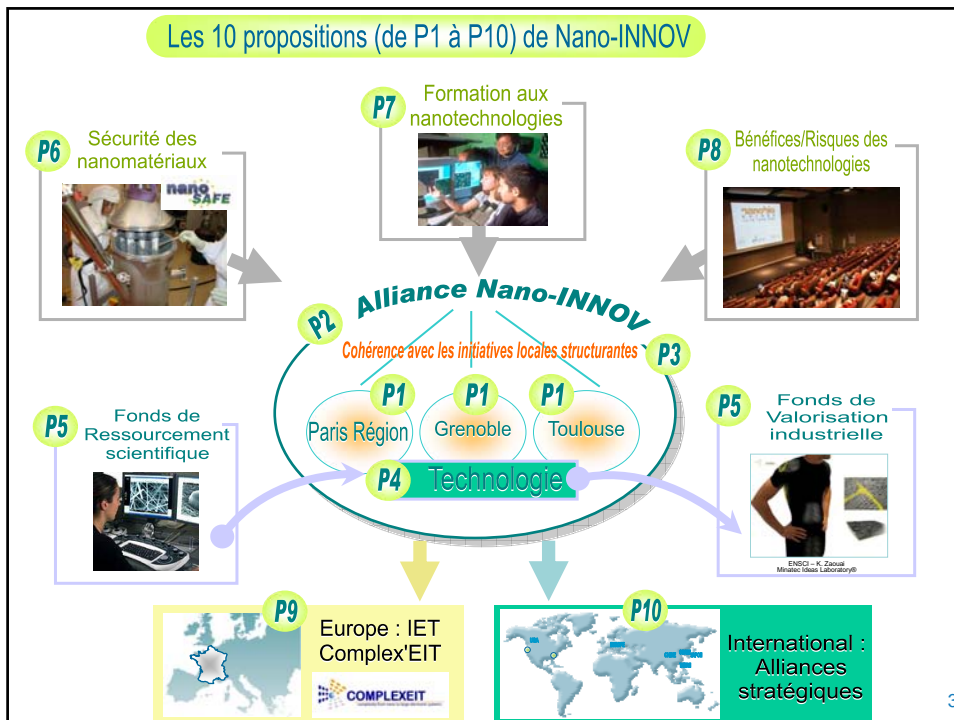 Les 10 propositions (de P1 à P10) de Nano-INNOV
P7
Formation aux
nanotechnologies
P6
Sécurité des
nanomatériaux
nano
SAFE
P8
Bénéfices/Risques des
nanotechnologies
Alliance Nano-INNOV
P2
Cohérence avec les initiatives locales structurantes
P3
P1
P1
P1
Paris Région
Grenoble
Toulouse
P4
Technologie
P5
Fonds de
Ressourcement
scientifique
P5
Fonds de
Valorisation
industrielle
ENSCI – K. Zaouai
Minatec Ideas Laboratory®
P9
Europe : IET
Complex'EIT
COMPLEXEIT
P10
International :
Alliances
stratégiques
3